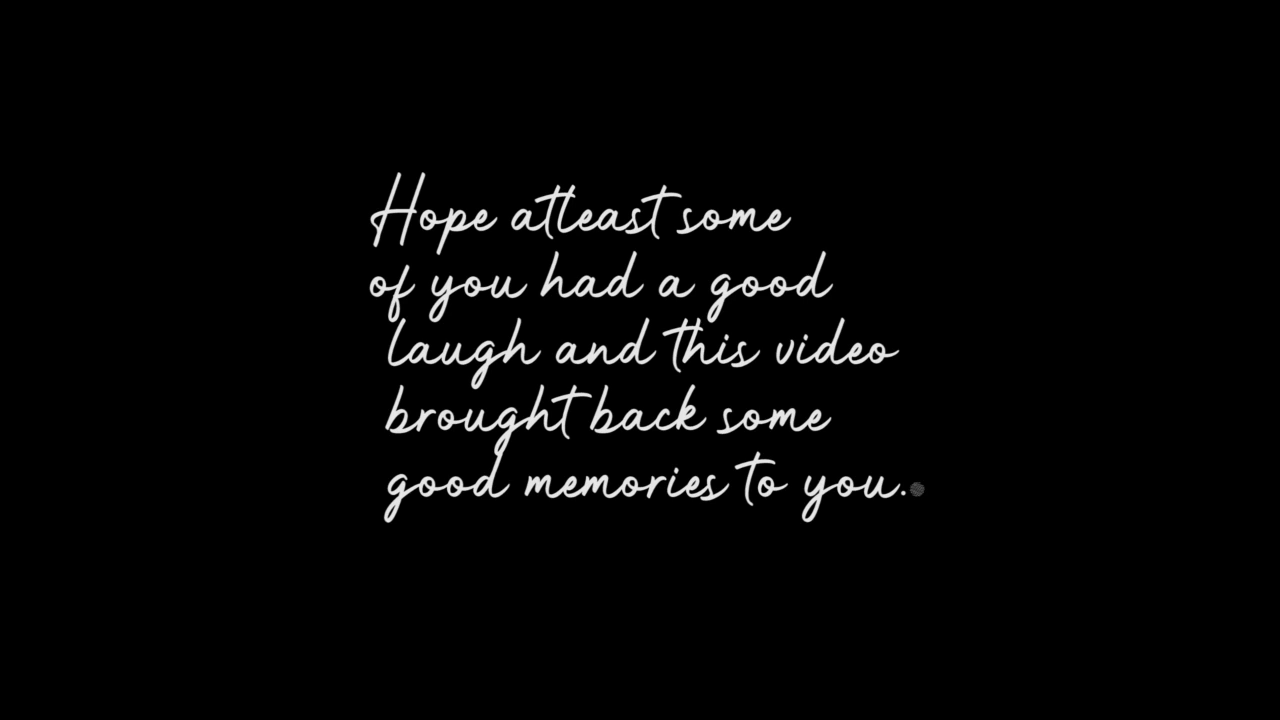 Hope atleast some
of you had a good
laugh and this video
brought back some
good memories to you.